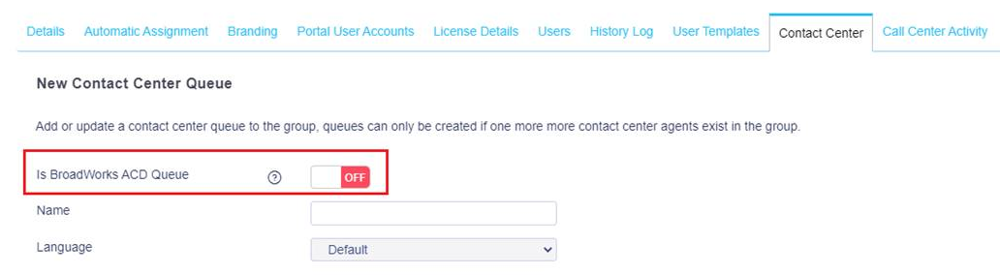 Details Automatic Assignment Branding Portal User Accounts License Details Users History Log User Templates Contact Center Call Center Activity
New Contact Center Queue
Add or update a contact center queue to the group, queues can only be created if one more more contact center agents exist in the group.
Is BroadWorks ACD Queue ? OFF
Name
Language Default